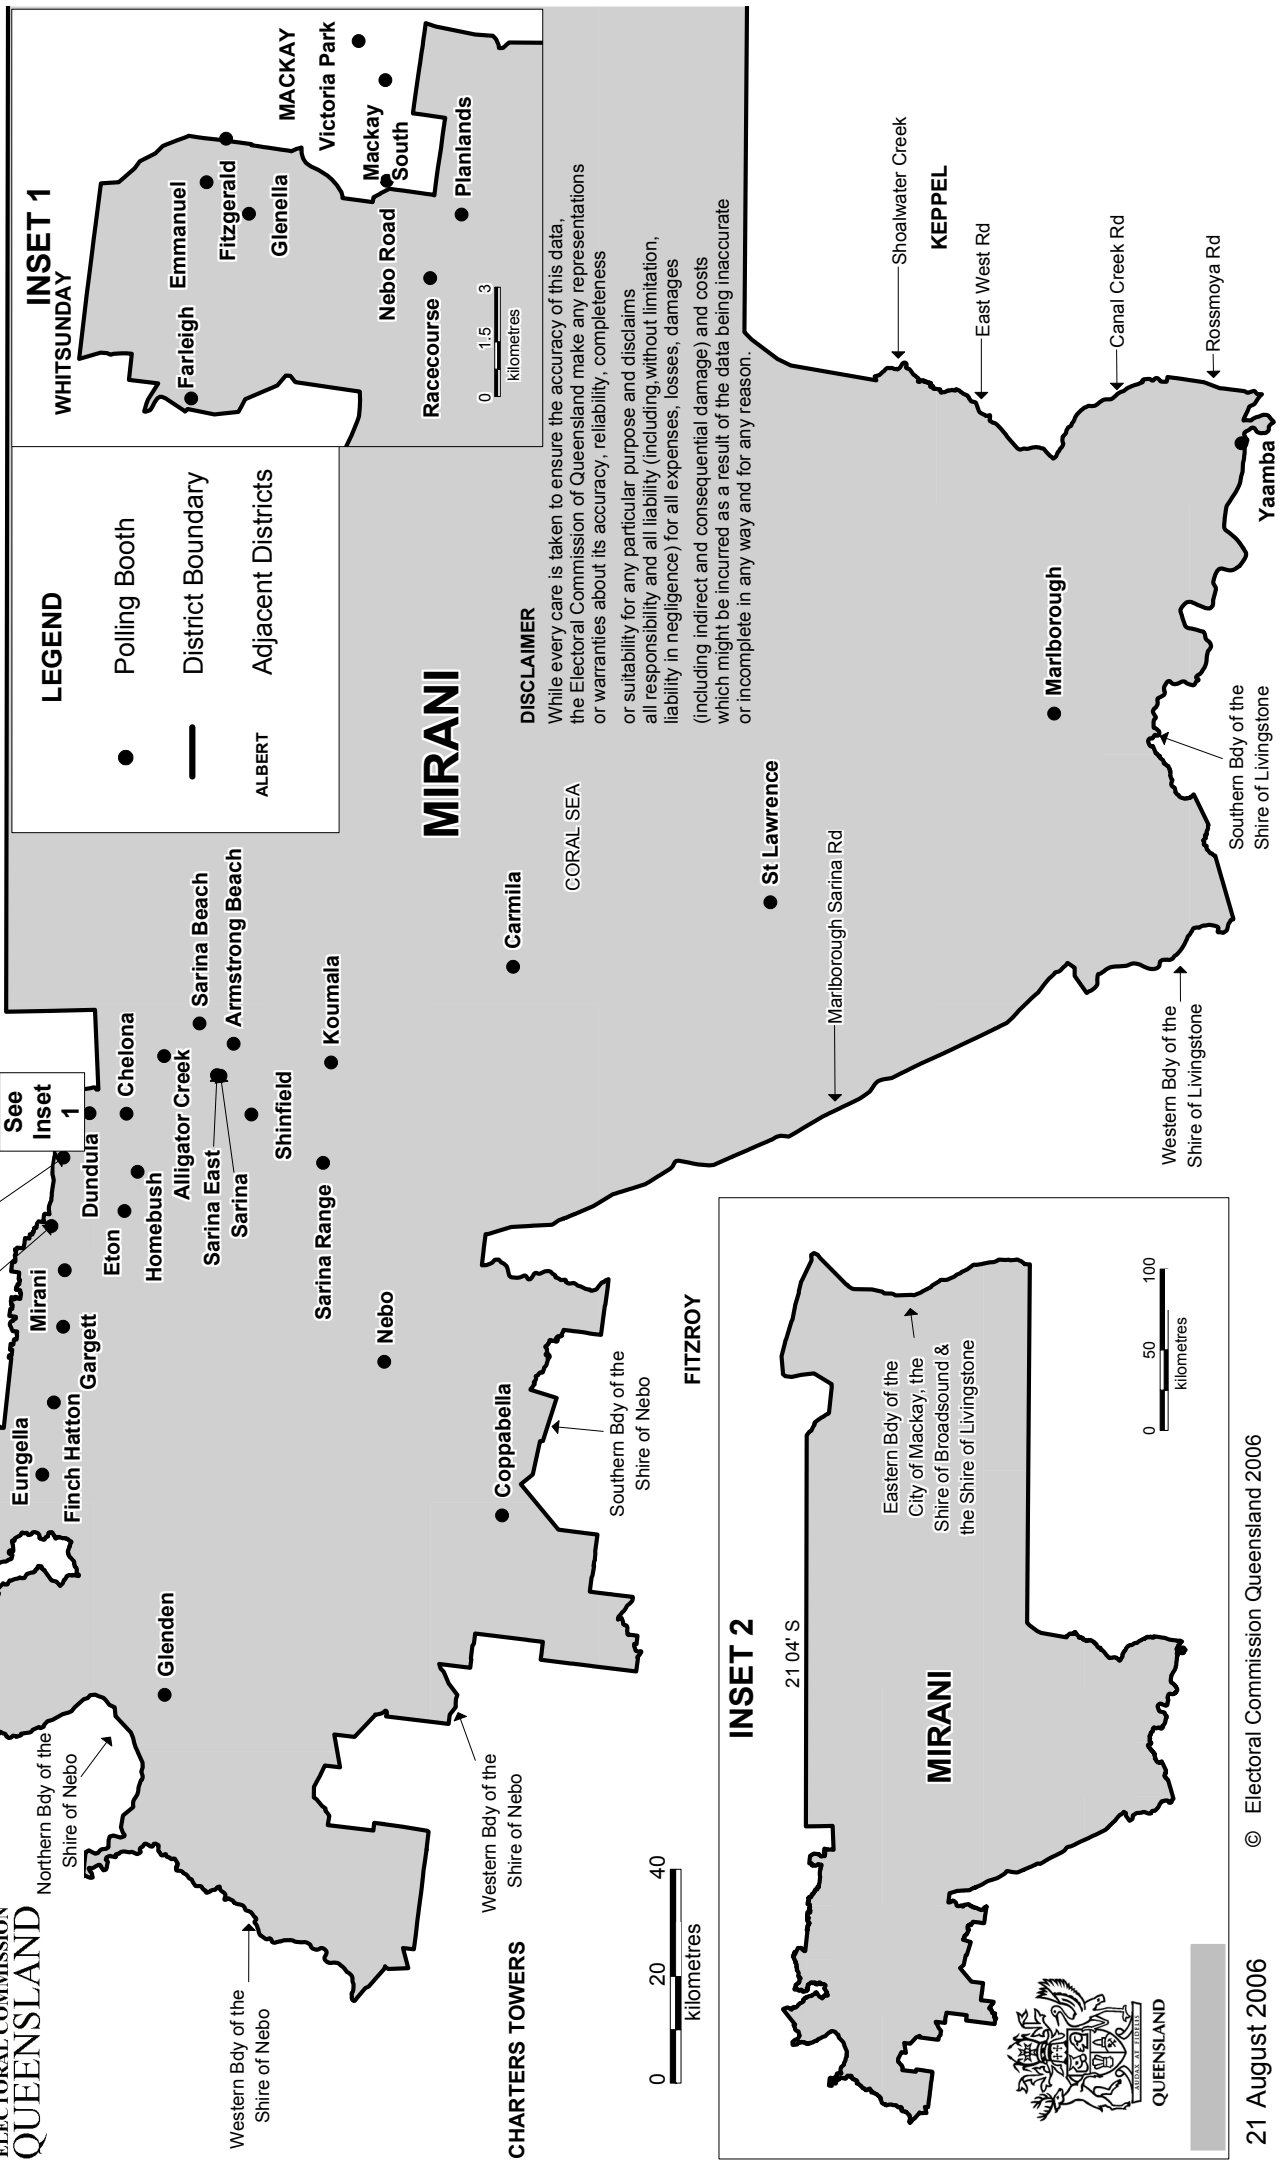 ELECTORAL COMMISSION
QUEENSLAND
Northern Bdy of the
Shire of Nebo
Western Bdy of the
Shire of Nebo
CHARTERS TOWERS
Western Bdy of the
Shire of Nebo
0 20 40
kilometres
Glenden
Eungella
Finch Hatton
Gargett
Mirani
Eton
Homebush
Dundula
See
Inset
1
Chelona
Alligator Creek
Sarina East
Sarina
Sarina Beach
Armstrong Beach
Shinfield
Sarina Range
Koumala
Nebo
Coppabella
Southern Bdy of the
Shire of Nebo
FITZROY
Carmila
CORAL SEA
MIRANI
St Lawrence
Marlborough Sarina Rd
Marlborough
Western Bdy of the
Shire of Livingstone
Southern Bdy of the
Shire of Livingstone
Yaamba
Shoalwater Creek
KEPPEL
East West Rd
Canal Creek Rd
Rossmoya Rd
LEGEND
Polling Booth
District Boundary
ALBERT Adjacent Districts
INSET 1
WHITSUNDAY
Farleigh
Emmanuel
Fitzgerald
Glenella
MACKAY
Victoria Park
Mackay
South
Nebo Road
Planlands
Racecourse
0 1.5 3
kilometres
DISCLAIMER
While every care is taken to ensure the accuracy of this data,
the Electoral Commission of Queensland make any representations
or warranties about its accuracy, reliability, completeness
or suitability for any particular purpose and disclaims
all responsibility and all liability (including,without limitation,
liability in negligence) for all expenses, losses, damages
(including indirect and consequential damage) and costs
which might be incurred as a result of the data being inaccurate
or incomplete in any way and for any reason.
INSET 2
21 04' S
MIRANI
Eastern Bdy of the
City of Mackay, the
Shire of Broadsound &
the Shire of Livingstone
0 50 100
kilometres
AUDAX AT FIDELIS
QUEENSLAND
21 August 2006
© Electoral Commission Queensland 2006